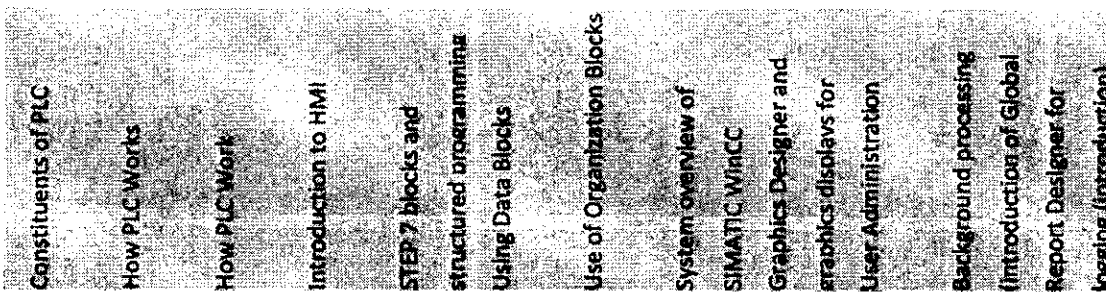 Constituents of PLC
How PLC Works
How PLC Work
Introduction to HMI
STEP 7 blocks and
structured programming
Using Data Blocks
Use of Organization Blocks
System overview of
SIMATIC WinCC
Graphics Designer and
graphics displays for
User Administration
Background processing
(Introduction of Global
Report Designer for
logging (Introduction)